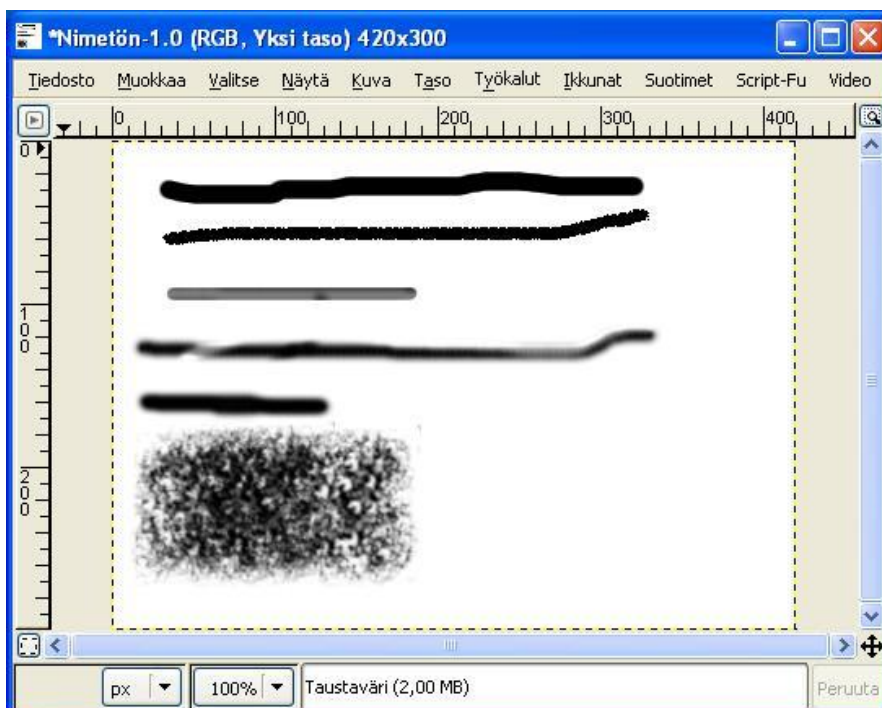 *Nimetön-1.0 (RGB, Yksi taso) 420x300
Tiedosto Muokkaa Valitse Näytä Kuva Taso Työkalut Ikkunat Suotimet Script-Fu Video
0 100 200 300 400
0
100
200
px 100% Taustaväri (2,00 MB) Peruuta